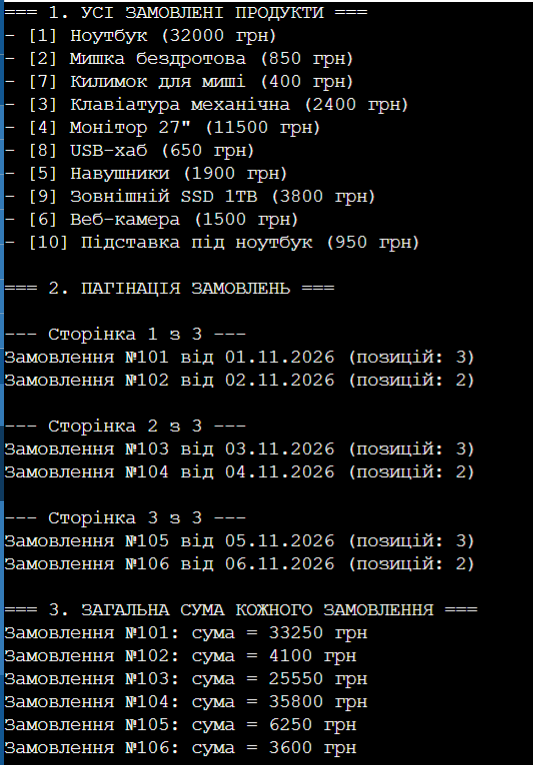 === 1. УСІ ЗАМОВЛЕНІ ПРОДУКТИ ===
- [1] Ноутбук (32000 грн)
- [2] Мишка бездротова (850 грн)
- [7] Килимок для миші (400 грн)
- [3] Клавіатура механічна (2400 грн)
- [4] Монітор 27" (11500 грн)
- [8] USB-хаб (650 грн)
- [5] Навушники (1900 грн)
- [9] Зовнішній SSD 1TB (3800 грн)
- [6] Веб-камера (1500 грн)
- [10] Підставка під ноутбук (950 грн)
=== 2. ПАГІНАЦІЯ ЗАМОВЛЕНЬ ===
--- Сторінка 1 з 3 ---
Замовлення №101 від 01.11.2026 (позицій: 3)
Замовлення №102 від 02.11.2026 (позицій: 2)
--- Сторінка 2 з 3 ---
Замовлення №103 від 03.11.2026 (позицій: 3)
Замовлення №104 від 04.11.2026 (позицій: 2)
--- Сторінка 3 з 3 ---
Замовлення №105 від 05.11.2026 (позицій: 3)
Замовлення №106 від 06.11.2026 (позицій: 2)
=== 3. ЗАГАЛЬНА СУМА КОЖНОГО ЗАМОВЛЕННЯ ===
Замовлення №101: сума = 33250 грн
Замовлення №102: сума = 4100 грн
Замовлення №103: сума = 25550 грн
Замовлення №104: сума = 35800 грн
Замовлення №105: сума = 6250 грн
Замовлення №106: сума = 3600 грн